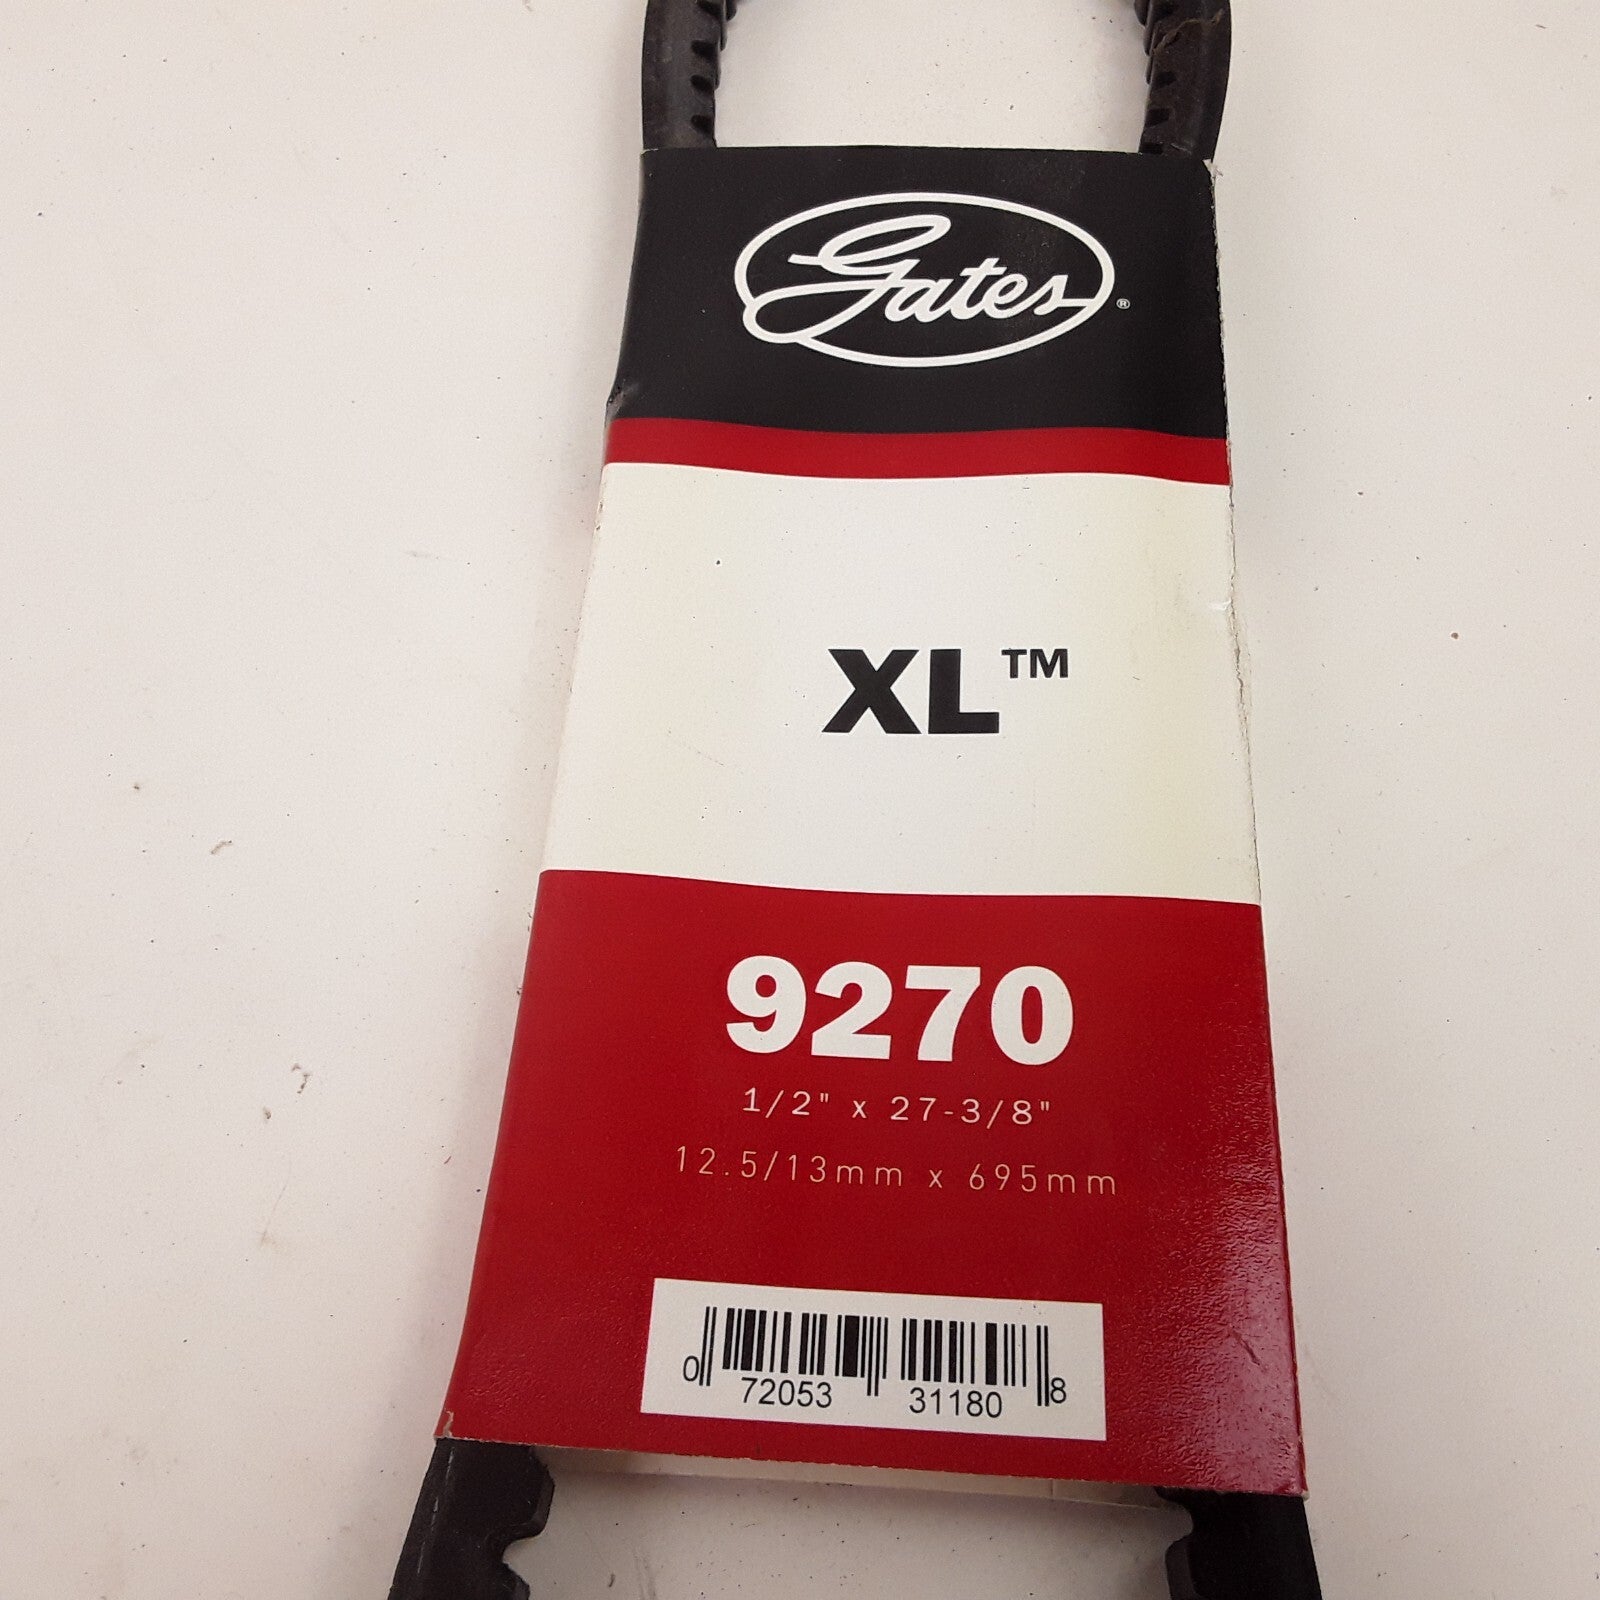 Gates®
XL™
9270
1/2" x 27-3/8"
12.5/13mm x 695mm
0 72053 31180 8